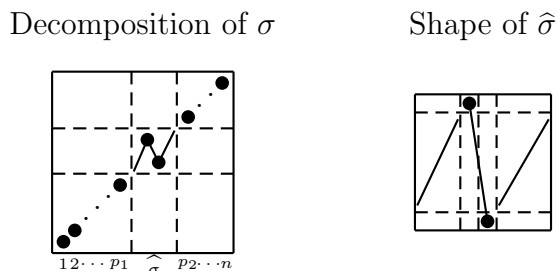 Decomposition of σ
Shape of σ̂
12⋯ p₁ σ̂ p₂⋯n